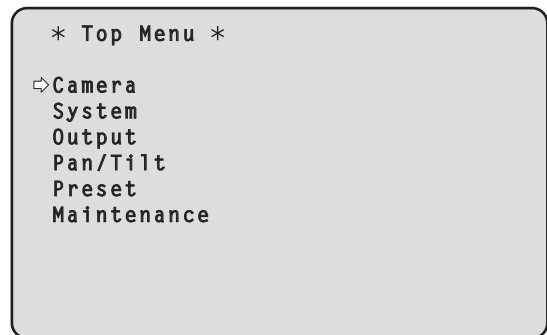 * Top Menu *
⇨Camera
System
Output
Pan/Tilt
Preset
Maintenance